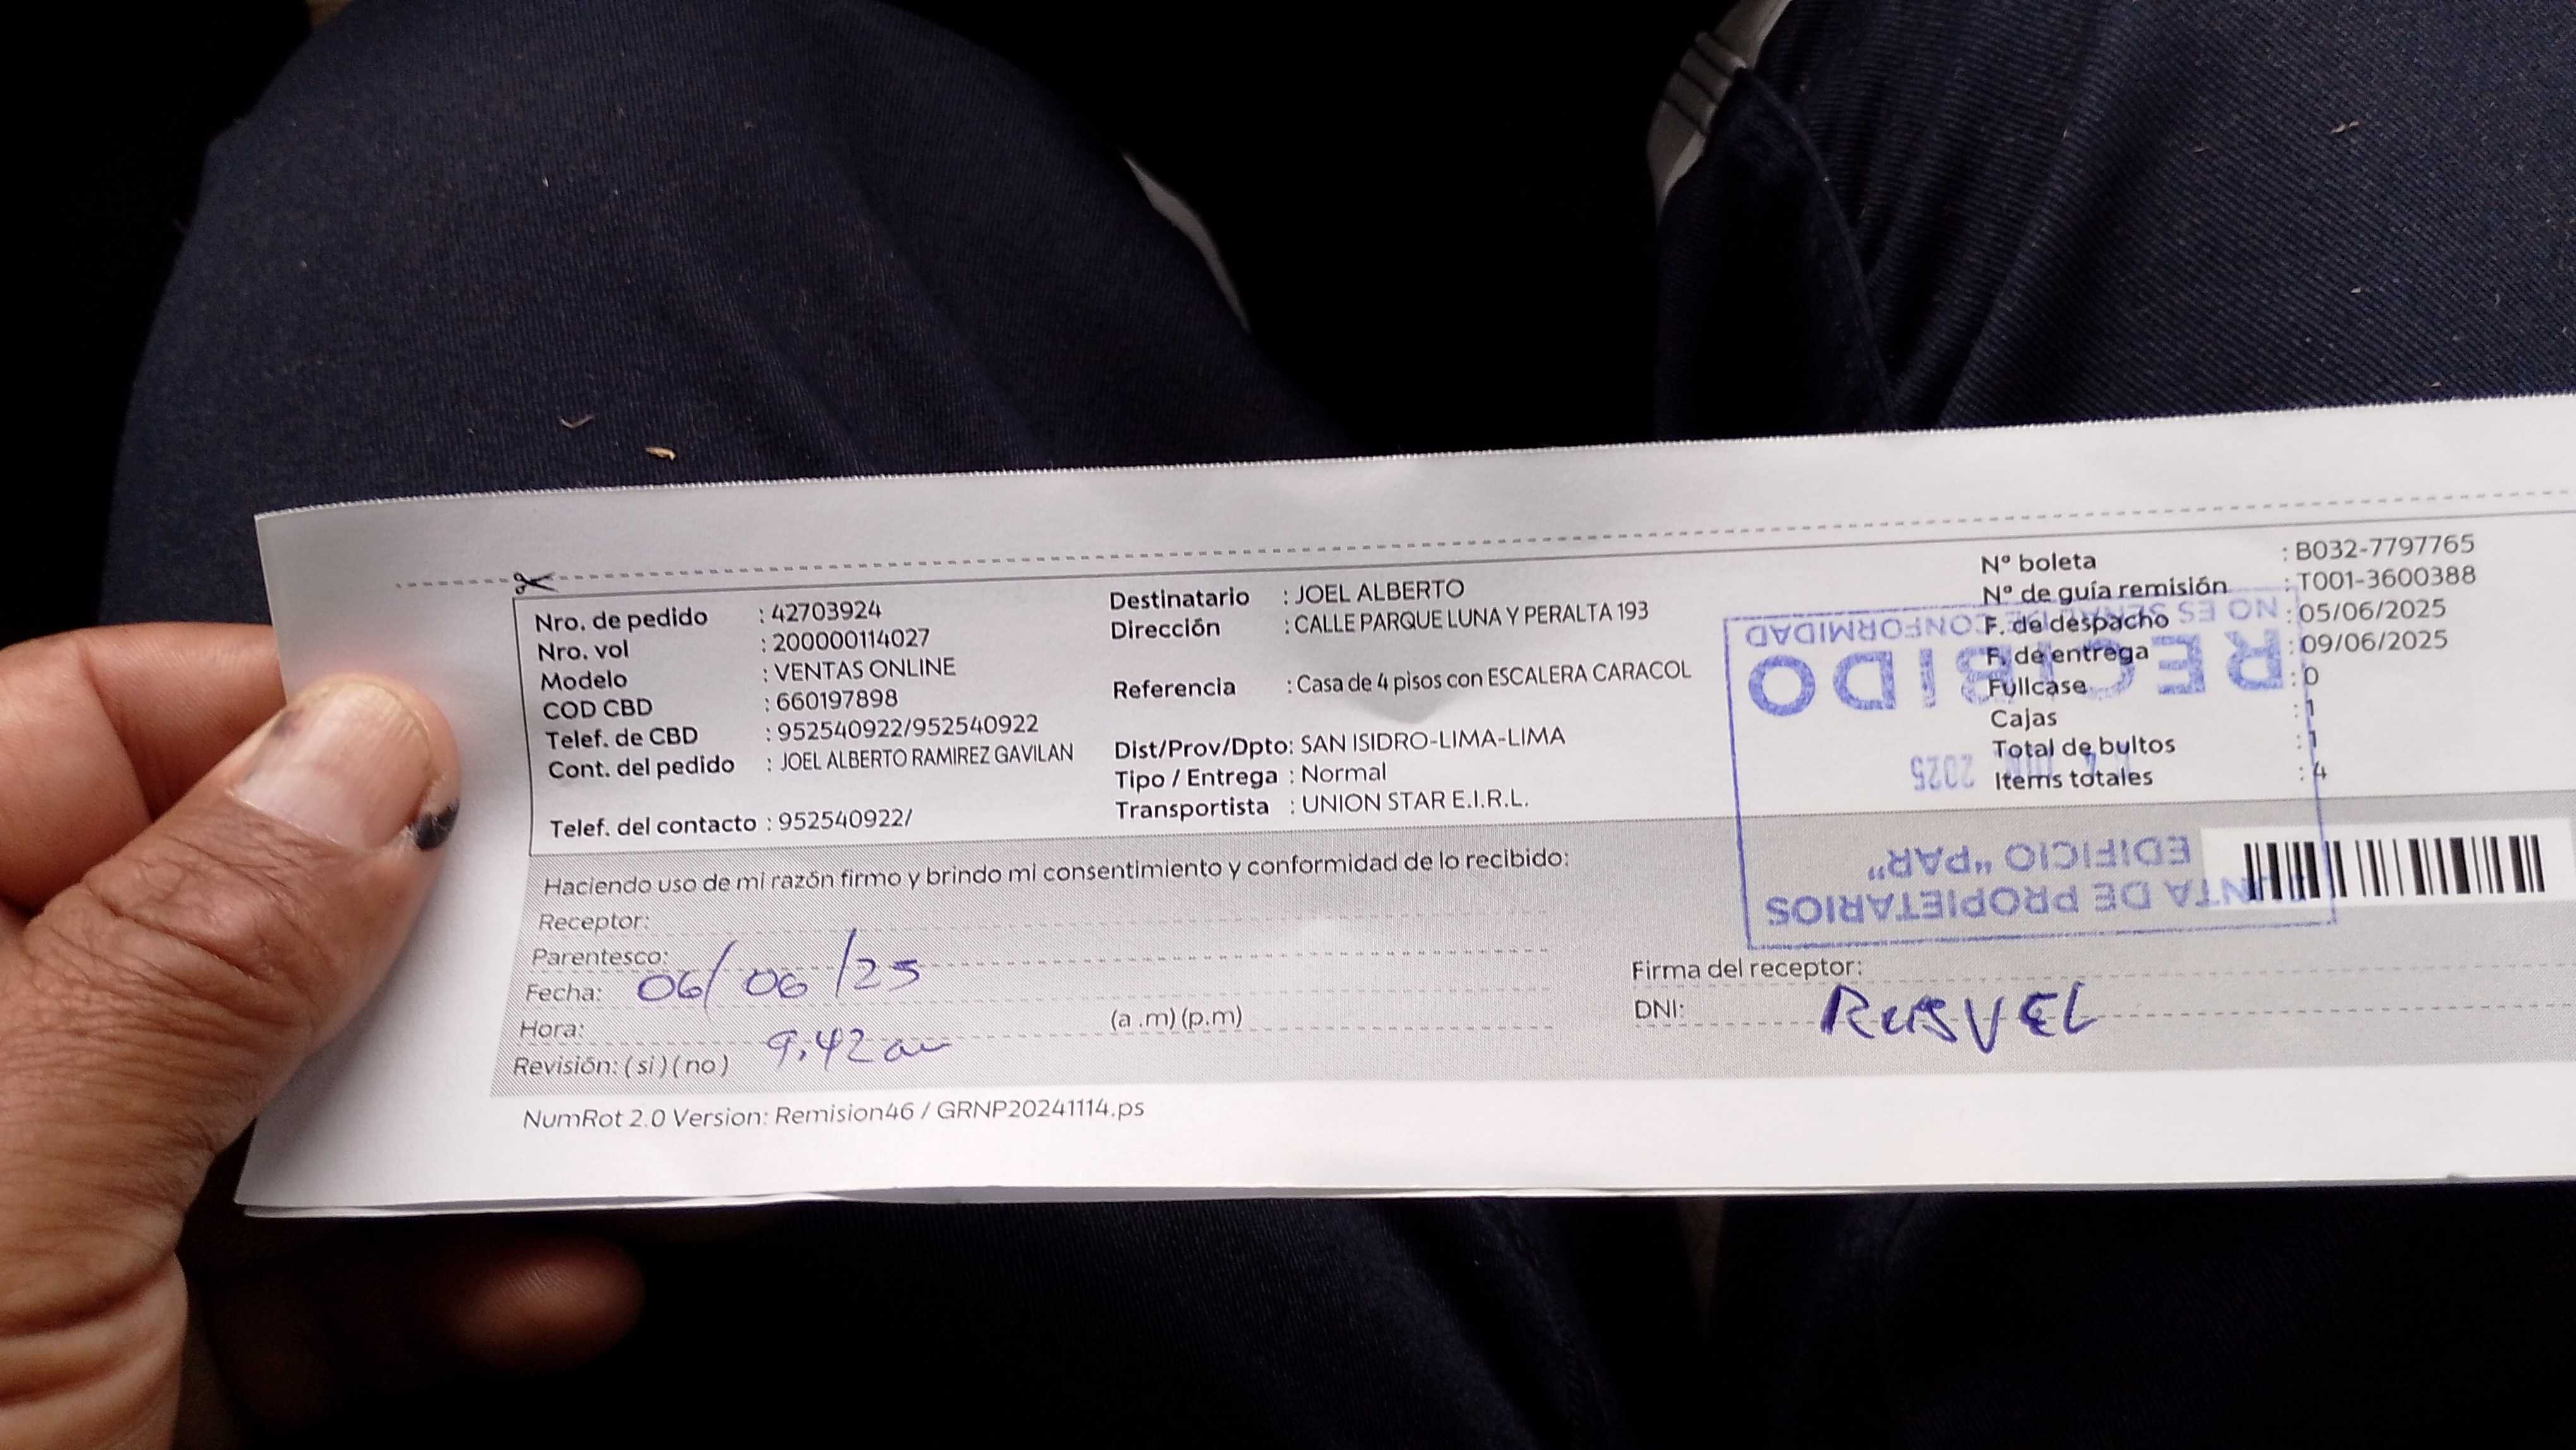 Nro. de pedido : 42703924
Nro. vol : 200000114027
Modelo : VENTAS ONLINE
COD CBD : 660197898
Telef. de CBD : 952540922/952540922
Cont. del pedido : JOEL ALBERTO RAMIREZ GAVILAN
Telef. del contacto : 952540922/
Destinatario : JOEL ALBERTO
Dirección : CALLE PARQUE LUNA Y PERALTA 193
Referencia : Casa de 4 pisos con ESCALERA CARACOL
Dist/Prov/Dpto: SAN ISIDRO-LIMA-LIMA
Tipo / Entrega : Normal
Transportista : UNION STAR E.I.R.L.
Nº boleta : B032-7797765
Nº de guía remisión : T001-3600388
F. de despacho : 05/06/2025
F. de entrega : 09/06/2025
Fullcase : 0
Cajas : 1
Total de bultos : 1
Items totales : 4
JUNTA DE PROPIETARIOS
EDIFICIO "PAR"
2025
RECIBIDO
NO ES SEÑAL DE CONFORMIDAD
Haciendo uso de mi razón firmo y brindo mi consentimiento y conformidad de lo recibido:
Receptor:
Parentesco:
Fecha: 06/06/25
Hora: 9,42 am (a .m) (p.m)
Revisión: ( si ) ( no )
Firma del receptor:
DNI: RUSVEL
NumRot 2.0 Version: Remision46 / GRNP20241114.ps